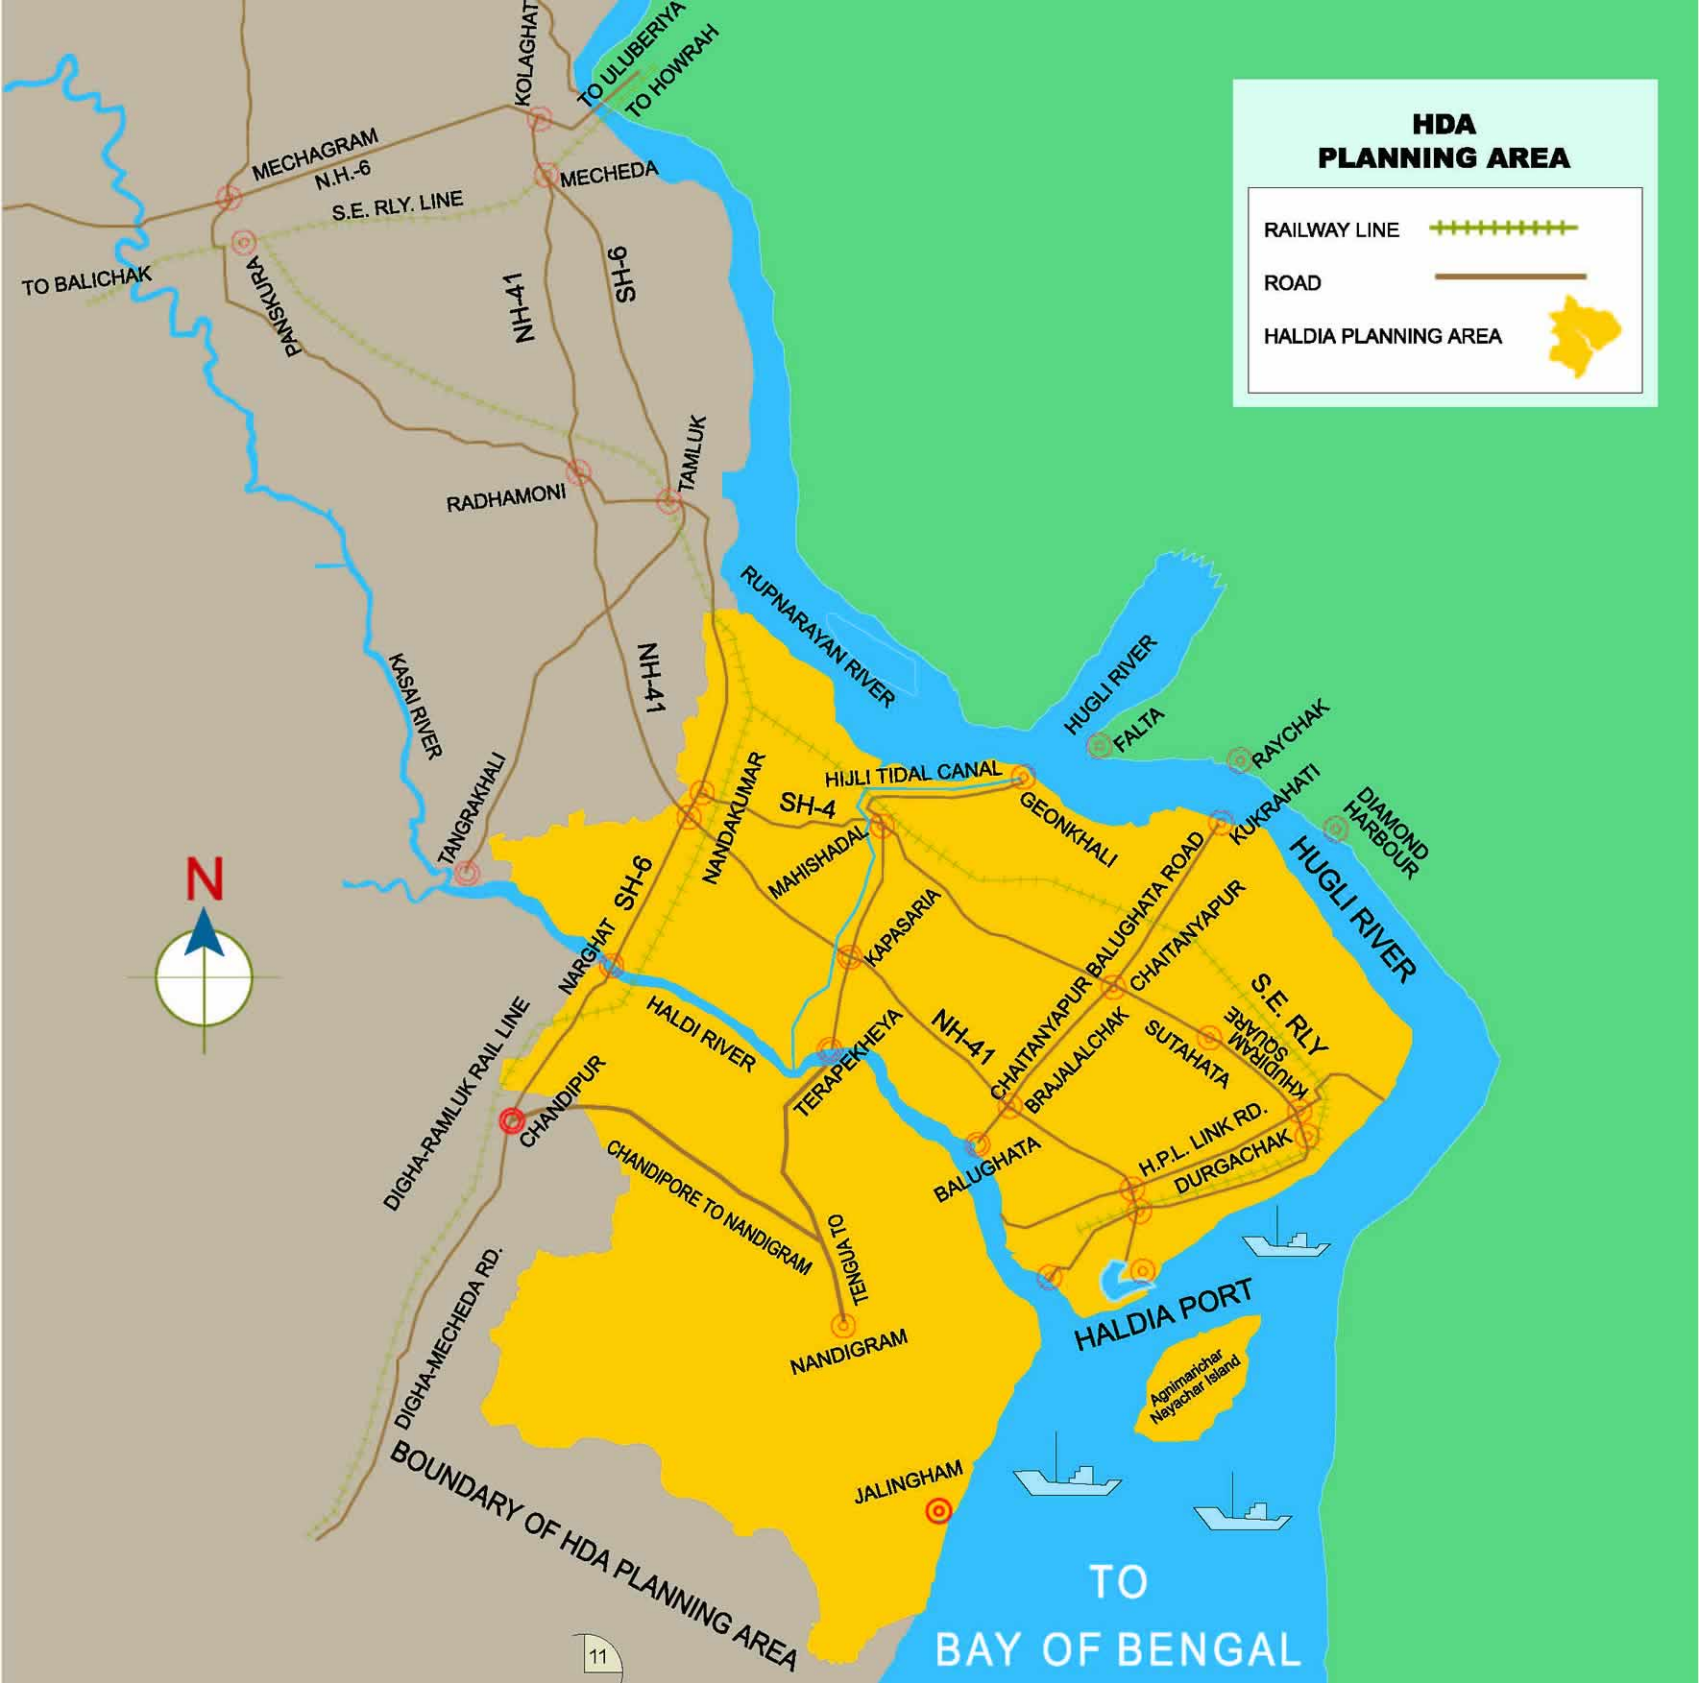 KOLAGHAT
TO ULUBERIYA
TO HOWRAH
HDA
PLANNING AREA
RAILWAY LINE
ROAD
HALDIA PLANNING AREA
MECHAGRAM
N.H.-6
MECHEDA
S.E. RLY. LINE
TO BALICHAK
PANSKURA
NH-41
SH-6
TAMLUK
RADHAMONI
RUPNARAYAN RIVER
KASAI RIVER
NH-41
HUGLI RIVER
FALTA
RAYCHAK
TANGRAKHALI
NANDAKUMAR
HIJLI TIDAL CANAL
SH-4
GEONKHALI
KUKRAHATI
DIAMOND
HARBOUR
N
MAHISHADAL
SH-6
HUGLI RIVER
KAPASARIA
CHAITANYAPUR BALUGHATA ROAD
CHAITANYAPUR
NARGHAT
S.E. RLY
HALDI RIVER
NH-41
TERAPEKHEYA
BRAJALALCHAK
SUTAHATA
KHUDIRAM
SQUARE
DIGHA-RAMLUK RAIL LINE
CHANDIPUR
H.P.L. LINK RD.
DURGACHAK
BALUGHATA
CHANDIPORE TO NANDIGRAM
TENGUA TO
NANDIGRAM
DIGHA-MECHEDA RD.
HALDIA PORT
Agnimarichar
Nayachar Island
JALINGHAM
BOUNDARY OF HDA PLANNING AREA
TO
BAY OF BENGAL
11